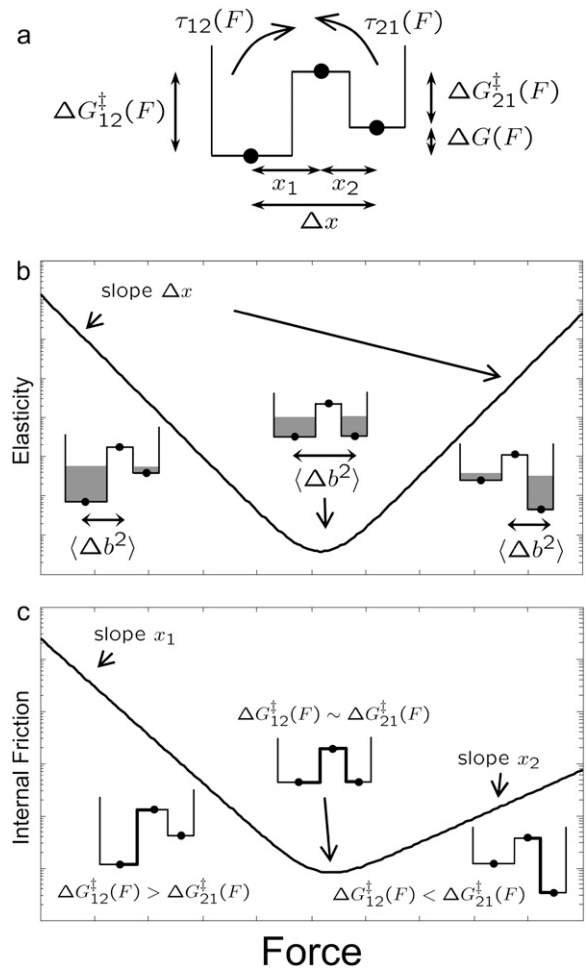 a
τ₁₂(F) τ₂₁(F)
ΔG‡₁₂(F)
ΔG‡₂₁(F)
ΔG(F)
x₁ x₂
Δx
b
slope Δx
Elasticity
⟨Δb²⟩
⟨Δb²⟩
⟨Δb²⟩
c
slope x₁
ΔG‡₁₂(F) ∼ ΔG‡₂₁(F)
slope x₂
Internal Friction
ΔG‡₁₂(F) > ΔG‡₂₁(F)
ΔG‡₁₂(F) < ΔG‡₂₁(F)
Force